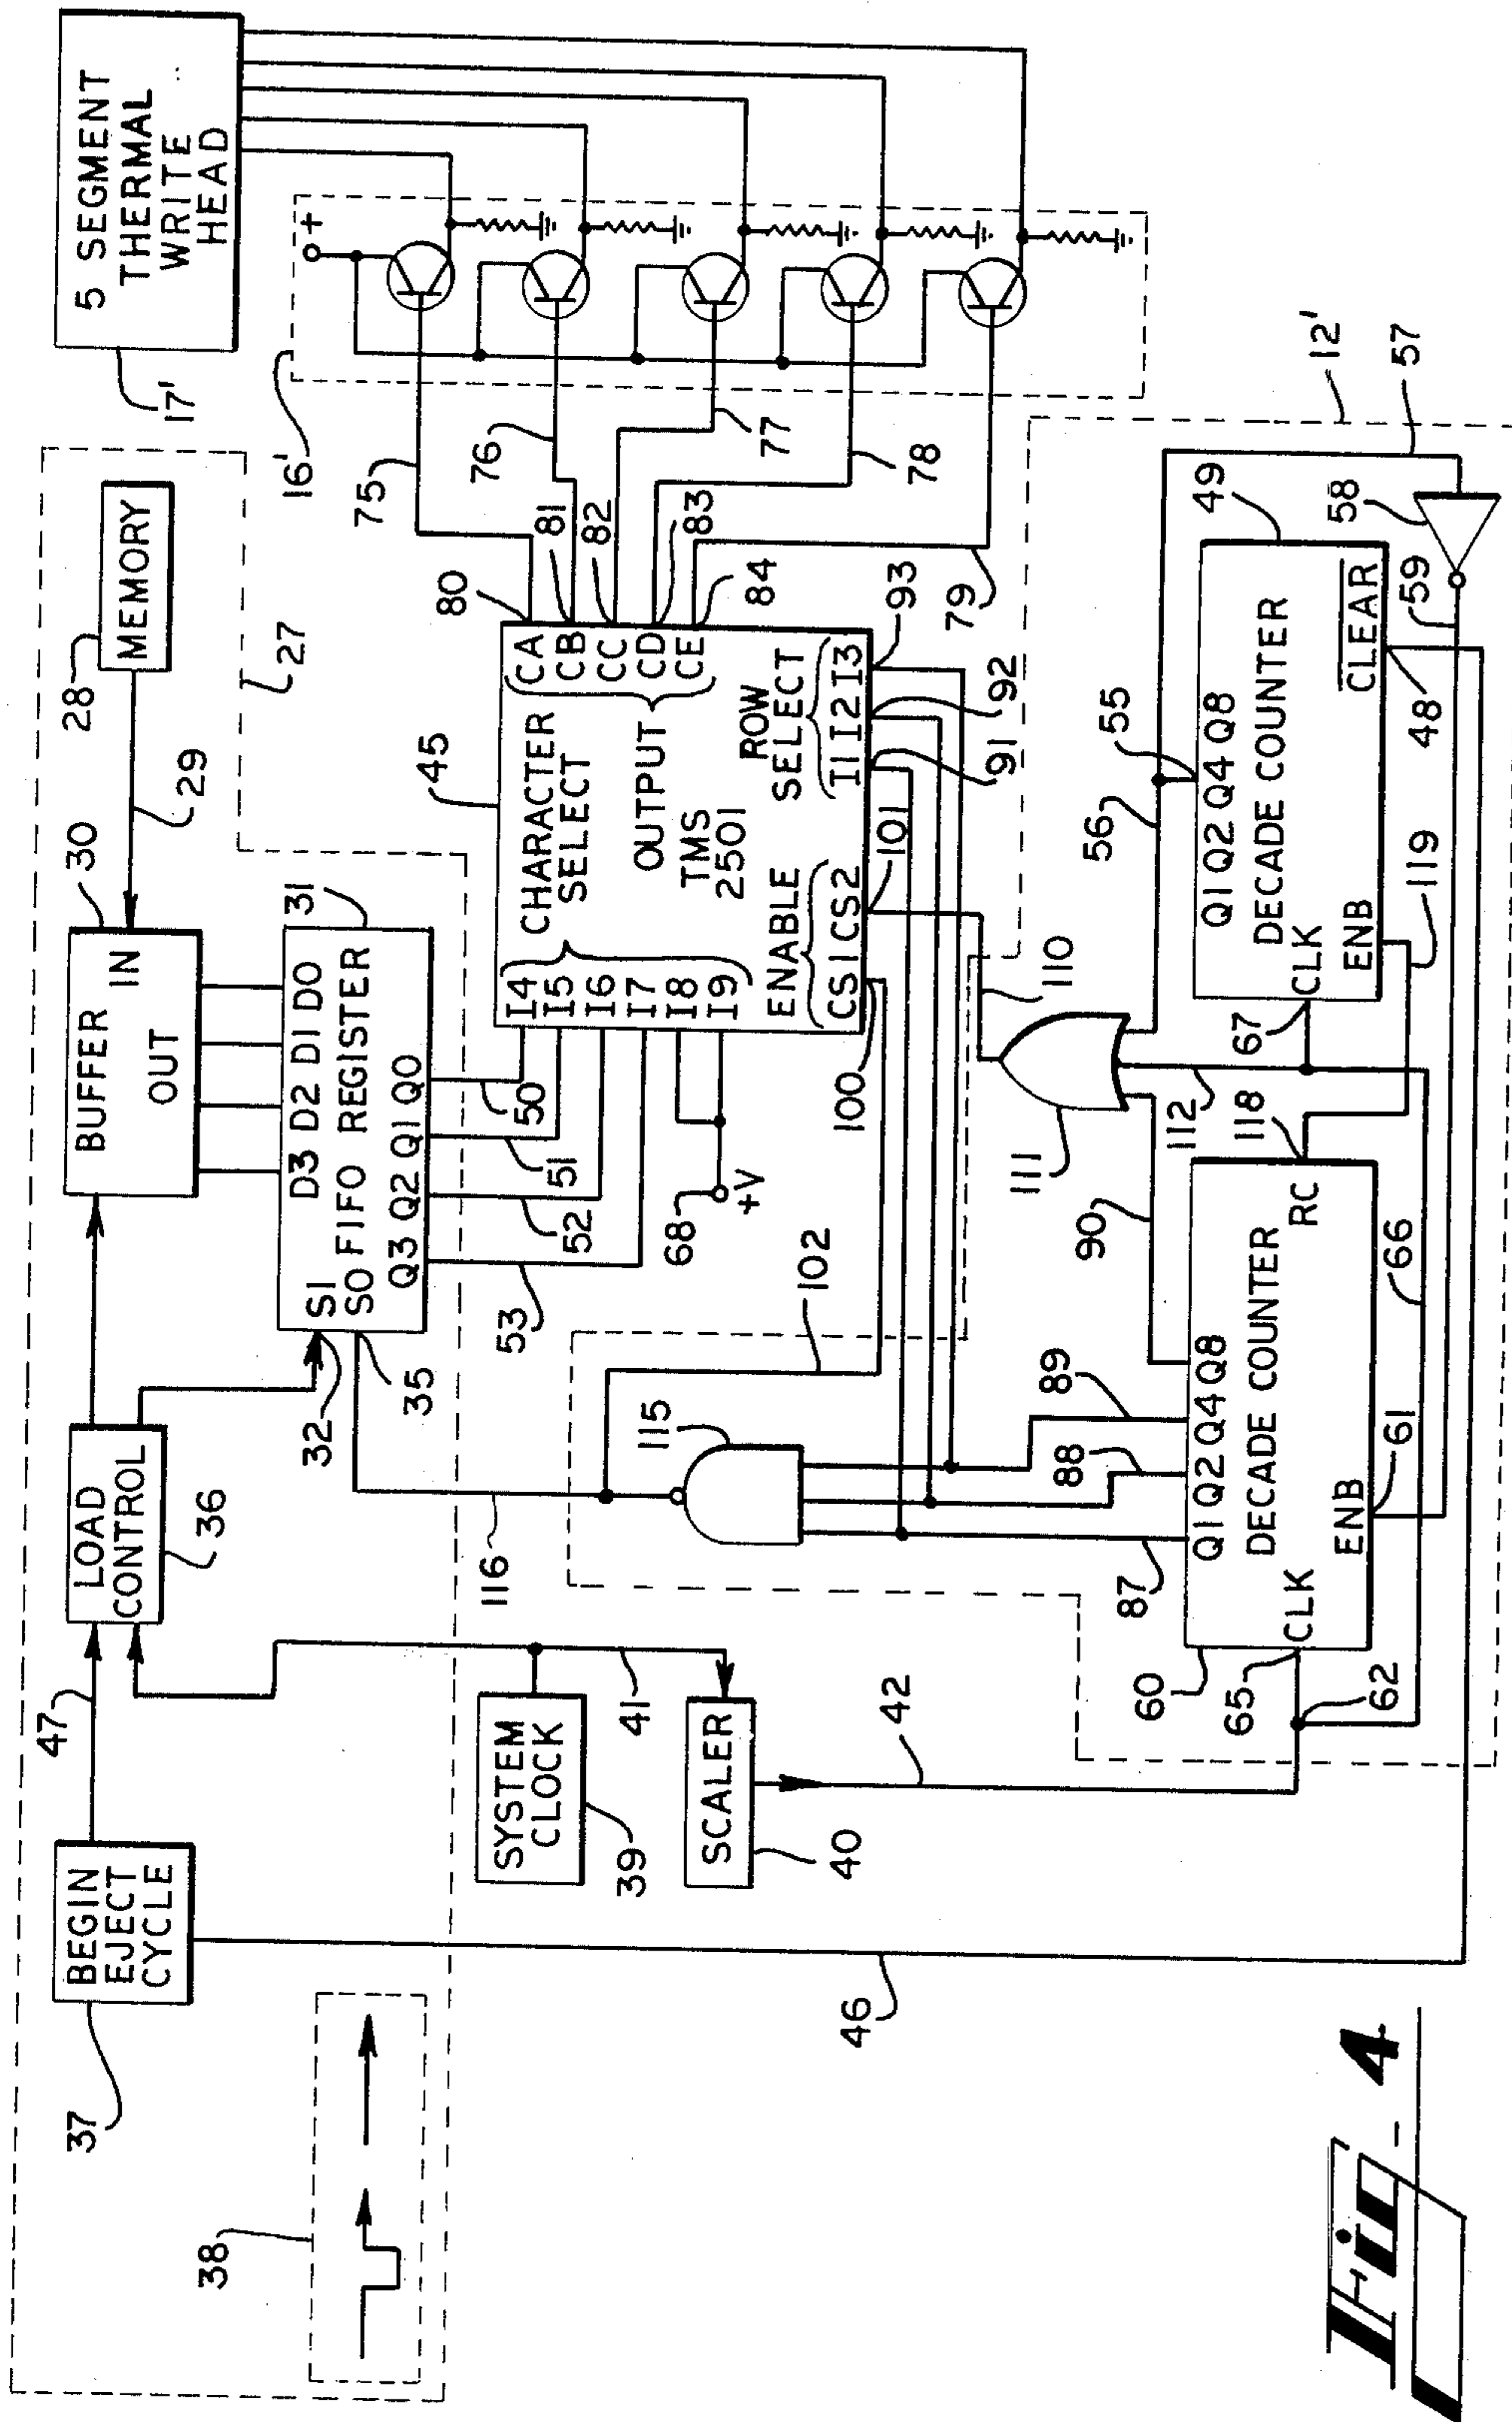 37
BEGIN
EJECT
CYCLE
47
LOAD
CONTROL
36
BUFFER
IN
OUT
30
29
28
MEMORY
27
38
32
35
S1
SO FIFO REGISTER
D3 D2 D1 D0
Q3 Q2 Q1 Q0
31
5 SEGMENT
THERMAL
WRITE
HEAD
17'
16'
+
SYSTEM
CLOCK
39
41
SCALER
40
42
46
116
115
102
53
52
51
50
68
+V
I4
I5
I6
I7
I8
I9
CHARACTER
SELECT
OUTPUT
TMS
2501
CA
CB
CC
CD
CE
ENABLE
CS1 CS2
ROW
SELECT
I1 I2 I3
45
80
81
82
83
84
75
76
77
78
79
100
101
91
92
93
110
111
112
90
87
88
89
60
65
62
61
66
Q1 Q2 Q4 Q8
DECADE COUNTER
CLK
ENB
RC
118
119
67
Q1 Q2 Q4 Q8
DECADE COUNTER
CLK
ENB
CLEAR
49
48
55
56
57
58
59
12'
Fig_4